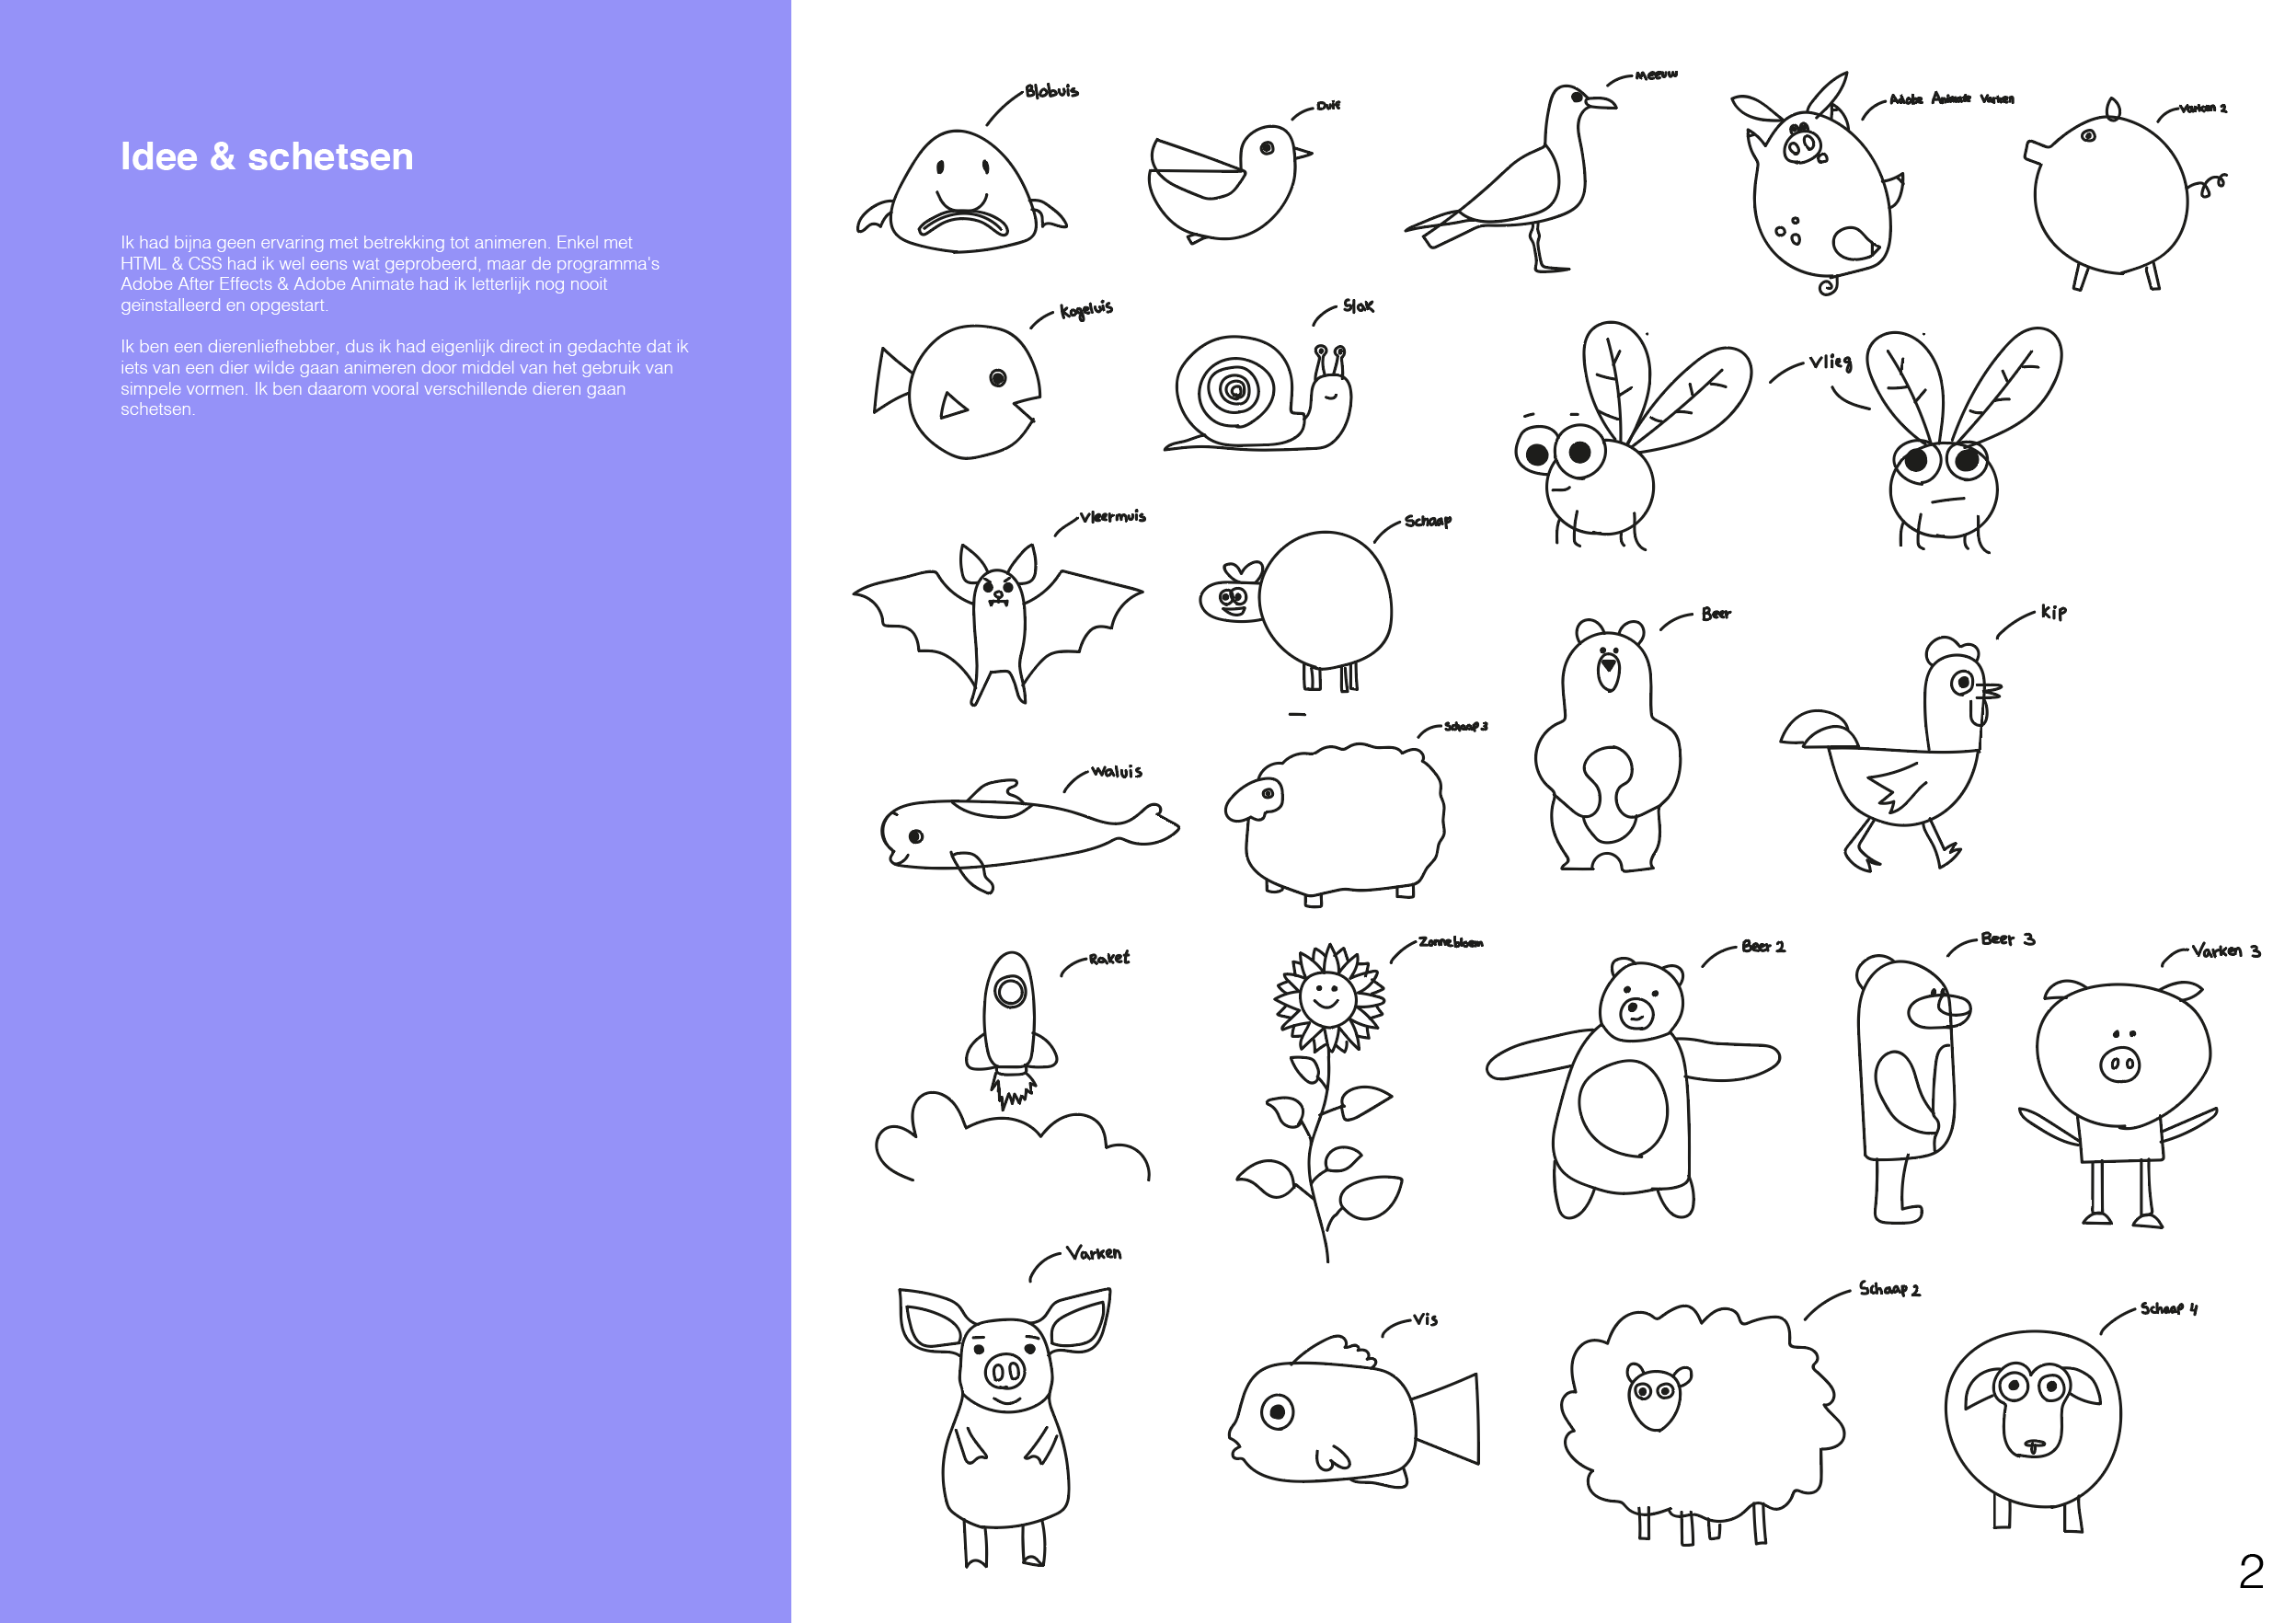 Idee & schetsen
Ik had bijna geen ervaring met betrekking tot animeren. Enkel met
HTML & CSS had ik wel eens wat geprobeerd, maar de programma's
Adobe After Effects & Adobe Animate had ik letterlijk nog nooit
geïnstalleerd en opgestart.
Ik ben een dierenliefhebber, dus ik had eigenlijk direct in gedachte dat ik
iets van een dier wilde gaan animeren door middel van het gebruik van
simpele vormen. Ik ben daarom vooral verschillende dieren gaan
schetsen.
Blobvis
Duif
Meeuw
Adobe Animate Varken
Varken 2
Kogelvis
Slak
Vlieg
Vleermuis
Schaap
Beer
Kip
Walvis
Schaap 3
Raket
Zonnebloem
Beer 2
Beer 3
Varken 3
Varken
Vis
Schaap 2
Schaap 4
2